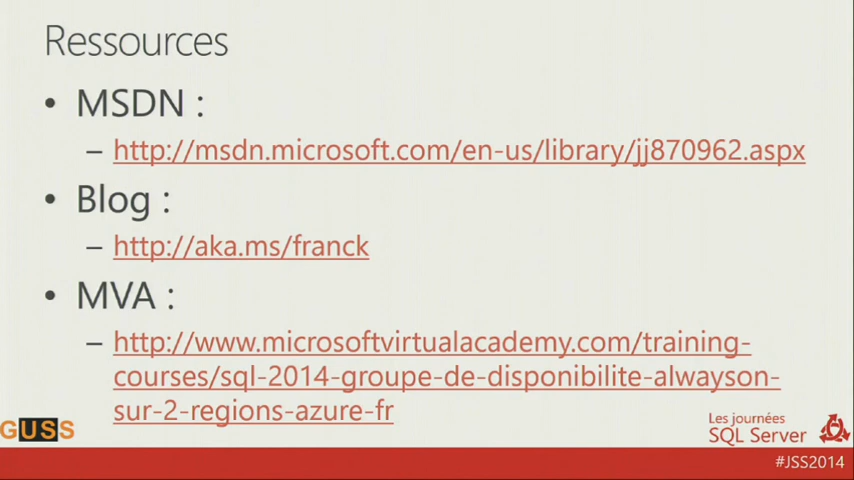 Ressources
• MSDN :
– http://msdn.microsoft.com/en-us/library/jj870962.aspx
• Blog :
– http://aka.ms/franck
• MVA :
– http://www.microsoftvirtualacademy.com/training-
courses/sql-2014-groupe-de-disponibilite-alwayson-
sur-2-regions-azure-fr
GUSS
Les journées
SQL Server
#JSS2014